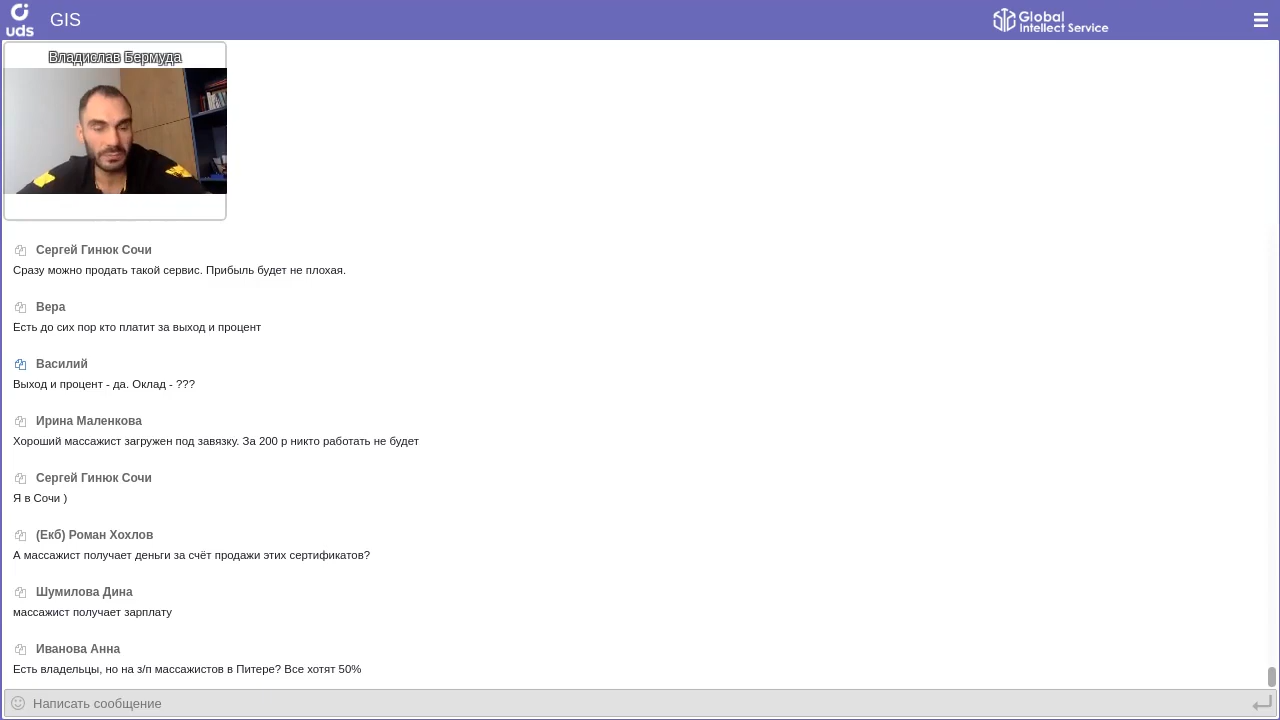 uds
GIS
Global
Intellect Service
Владислав Бермуда
Сергей Гинюк Сочи
Сразу можно продать такой сервис. Прибыль будет не плохая.
Вера
Есть до сих пор кто платит за выход и процент
Василий
Выход и процент - да. Оклад - ???
Ирина Маленкова
Хороший массажист загружен под завязку. За 200 р никто работать не будет
Сергей Гинюк Сочи
Я в Сочи )
(Екб) Роман Хохлов
А массажист получает деньги за счёт продажи этих сертификатов?
Шумилова Дина
массажист получает зарплату
Иванова Анна
Есть владельцы, но на з/п массажистов в Питере? Все хотят 50%
Написать сообщение